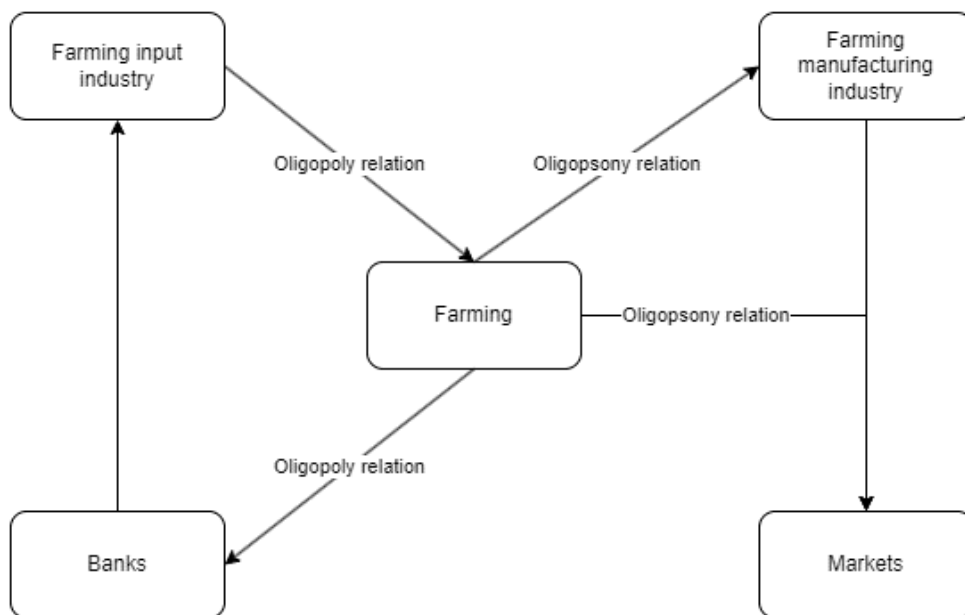 Farming input
industry
Farming
manufacturing
industry
Oligopoly relation
Oligopsony relation
Farming
Oligopsony relation
Oligopoly relation
Banks
Markets